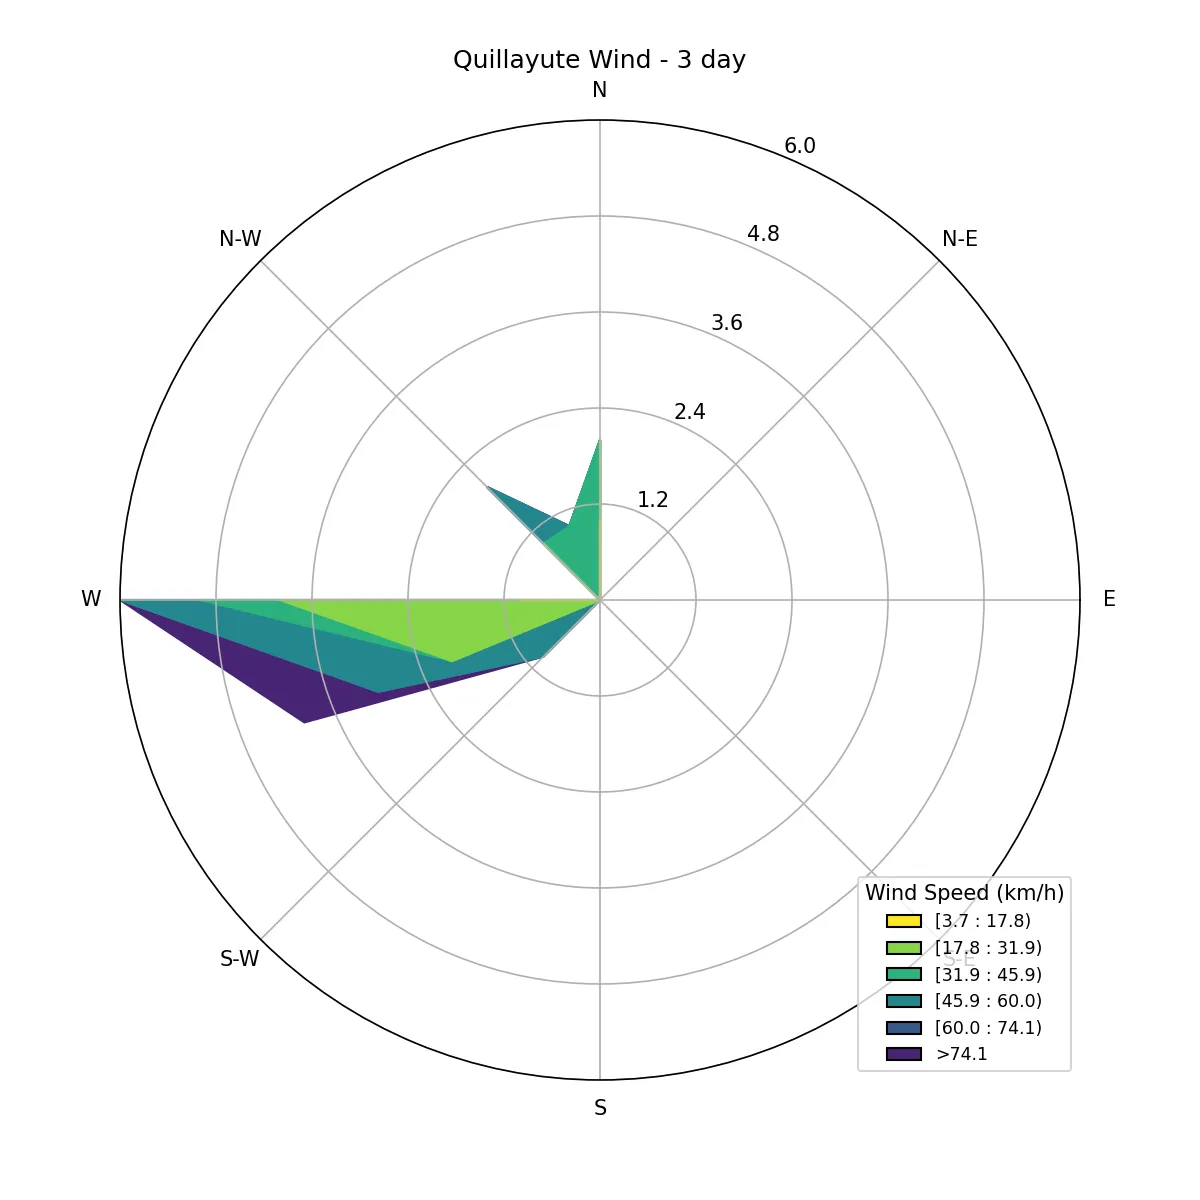 Quillayute Wind - 3 day
N
6.0
N-W
4.8
N-E
3.6
2.4
1.2
W
E
S-W
S-E
S
Wind Speed (km/h)
[3.7 : 17.8)
[17.8 : 31.9)
[31.9 : 45.9)
[45.9 : 60.0)
[60.0 : 74.1)
>74.1